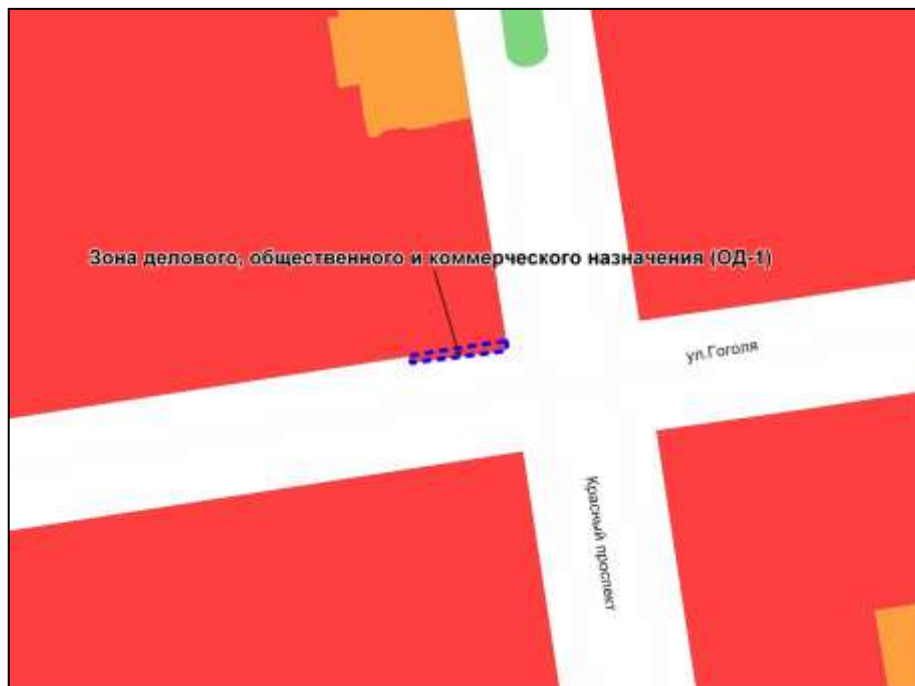 Зона делового, общественного и коммерческого назначения (ОД-1)
ул.Гоголя
Красный проспект